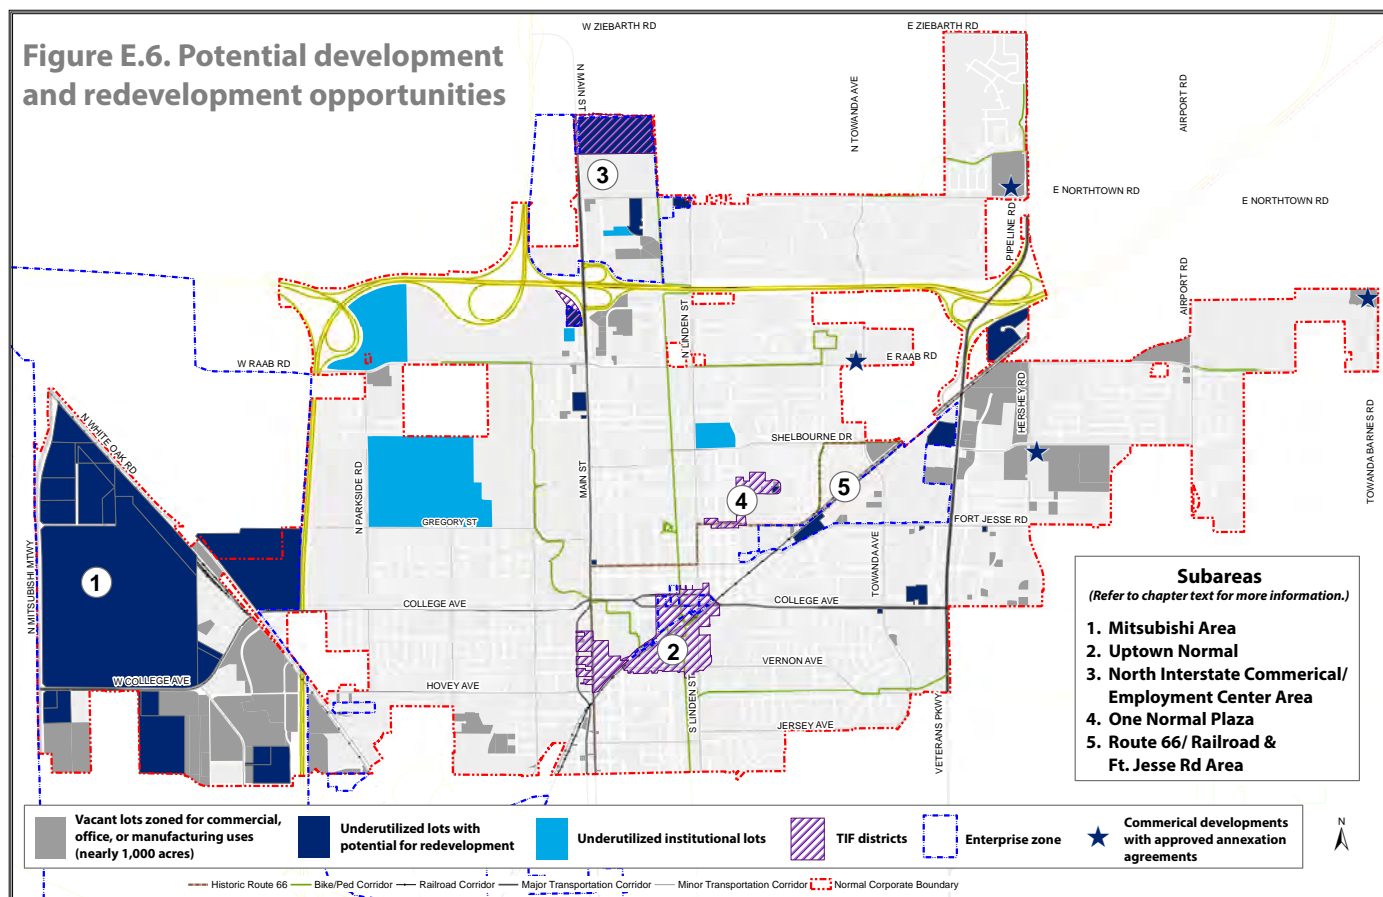 Figure E.6. Potential development
and redevelopment opportunities
W ZIEBARTH RD
E ZIEBARTH RD
N MAIN ST
N TOWANDA AVE
AIRPORT RD
3
E NORTHTOWN RD
E NORTHTOWN RD
PIPELINE RD
AIRPORT RD
N LINDEN ST
W RAAB RD
E RAAB RD
HERSHEY RD
TOWANDA BARNES RD
N WHITE OAK RD
N PARKSIDE RD
MAIN ST
SHELBOURNE DR
4
5
GREGORY ST
FORT JESSE RD
TOWANDA AVE
1
N MITSUBISHI MTWY
COLLEGE AVE
COLLEGE AVE
2
VERNON AVE
W COLLEGE AVE
HOVEY AVE
S LINDEN ST
JERSEY AVE
VETERANS PKWY
Subareas
(Refer to chapter text for more information.)
1. Mitsubishi Area
2. Uptown Normal
3. North Interstate Commerical/
Employment Center Area
4. One Normal Plaza
5. Route 66/ Railroad &
Ft. Jesse Rd Area
Vacant lots zoned for commercial,
office, or manufacturing uses
(nearly 1,000 acres)
Underutilized lots with
potential for redevelopment
Underutilized institutional lots
TIF districts
Enterprise zone
Commerical developments
with approved annexation
agreements
N
Historic Route 66
Bike/Ped Corridor
Railroad Corridor
Major Transportation Corridor
Minor Transportation Corridor
Normal Corporate Boundary